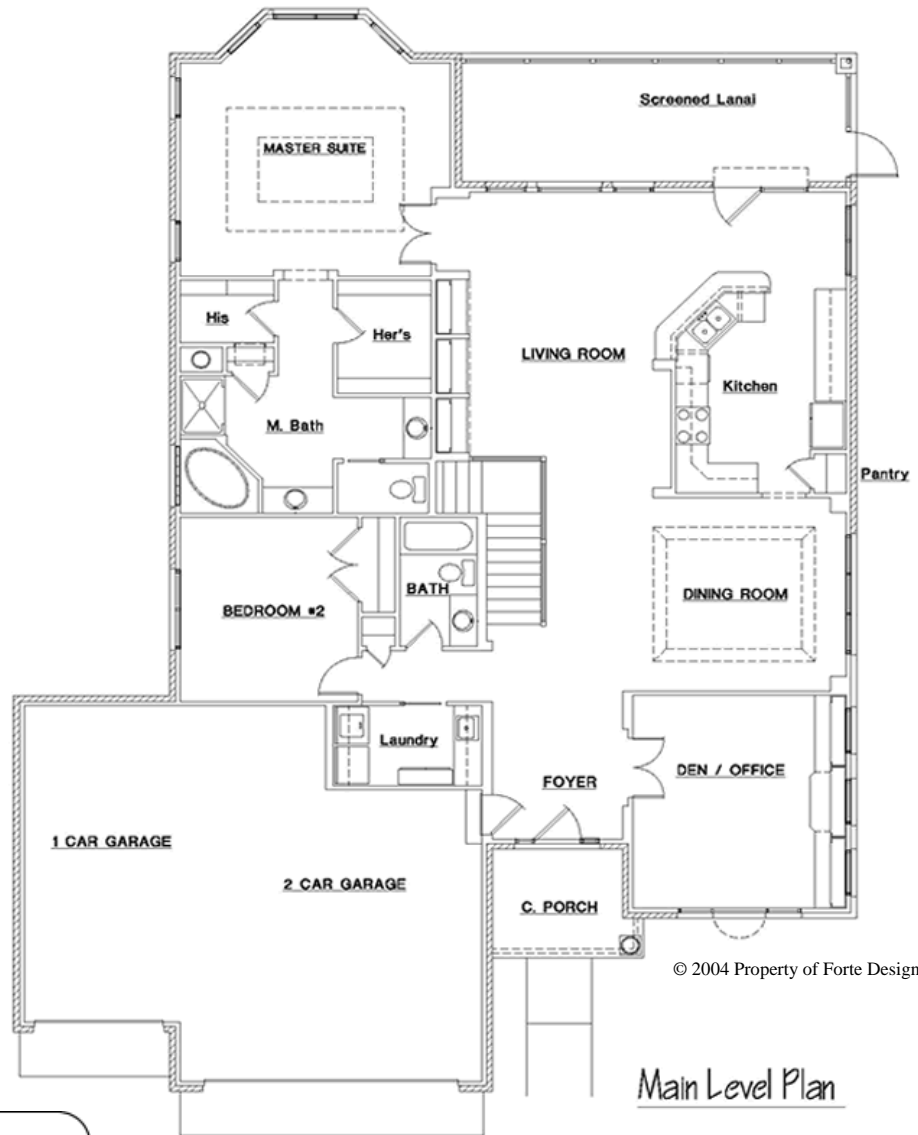 Screened Lanai
MASTER SUITE
His
Her's
LIVING ROOM
Kitchen
M. Bath
Pantry
BATH
DINING ROOM
BEDROOM #2
Laundry
FOYER
DEN / OFFICE
1 CAR GARAGE
2 CAR GARAGE
C. PORCH
© 2004 Property of Forte Design
Main Level Plan